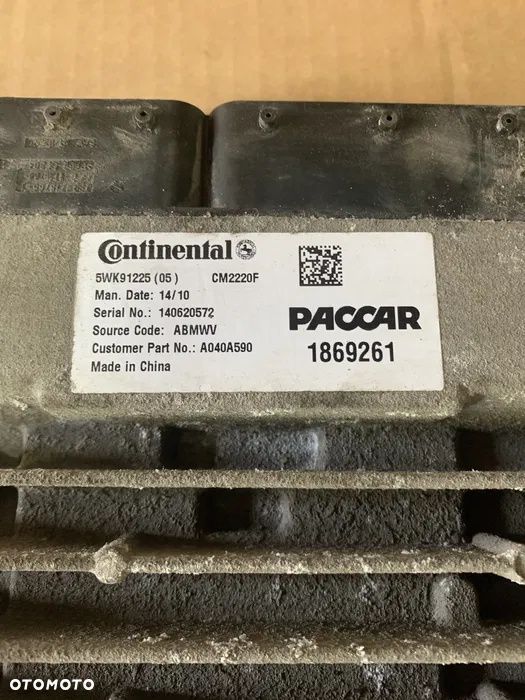 Continental
5WK91225 (05 ) CM2220F
Man. Date: 14/10
Serial No.: 140620572
Source Code: ABMWV
Customer Part No.: A040A590
Made in China
PACCAR
1869261
OTOMOTO